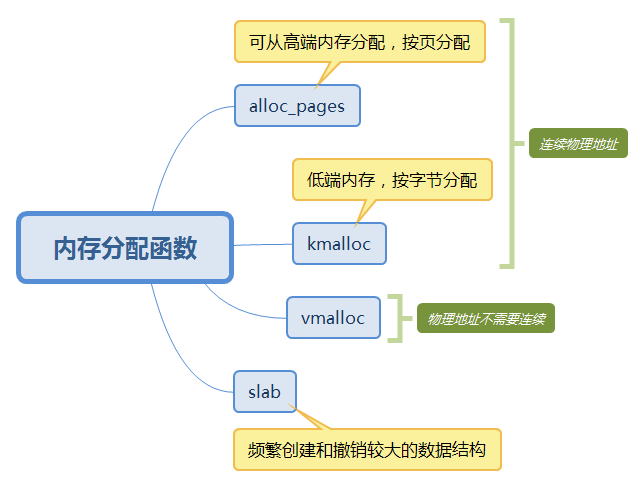 可从高端内存分配，按页分配
alloc_pages
连续物理地址
低端内存，按字节分配
kmalloc
内存分配函数
vmalloc
物理地址不需要连续
slab
频繁创建和撤销较大的数据结构